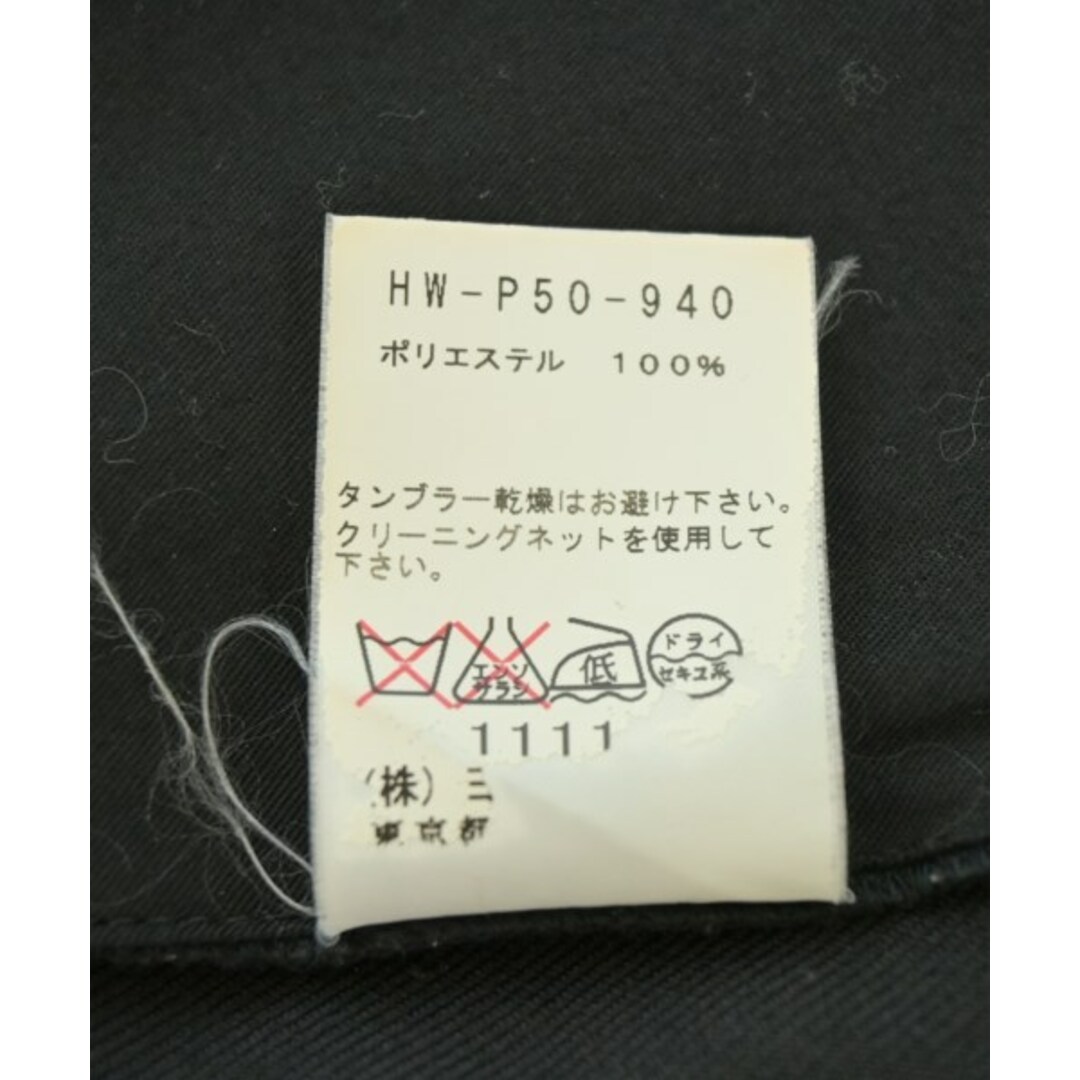 HW-P50-940
ポリエステル 100%
タンブラー乾燥はお避け下さい。
クリーニングネットを使用して
下さい。
エンソ
サラシ
低
ドライ
セキユ系
1111
(株) 三
東京都